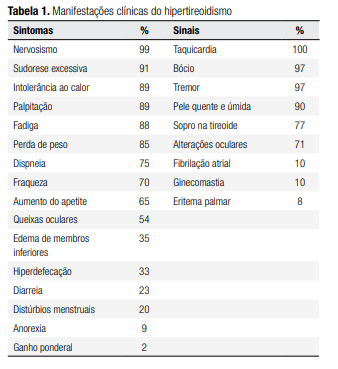 Tabela 1. Manifestações clínicas do hipertireoidismo
Sintomas % Sinais %
Nervosismo 99 Taquicardia 100
Sudorese excessiva 91 Bócio 97
Intolerância ao calor 89 Tremor 97
Palpitação 89 Pele quente e úmida 90
Fadiga 88 Sopro na tireoide 77
Perda de peso 85 Alterações oculares 71
Dispneia 75 Fibrilação atrial 10
Fraqueza 70 Ginecomastia 10
Aumento do apetite 65 Eritema palmar 8
Queixas oculares 54
Edema de membros 35
inferiores
Hiperdefecação 33
Diarreia 23
Distúrbios menstruais 20
Anorexia 9
Ganho ponderal 2